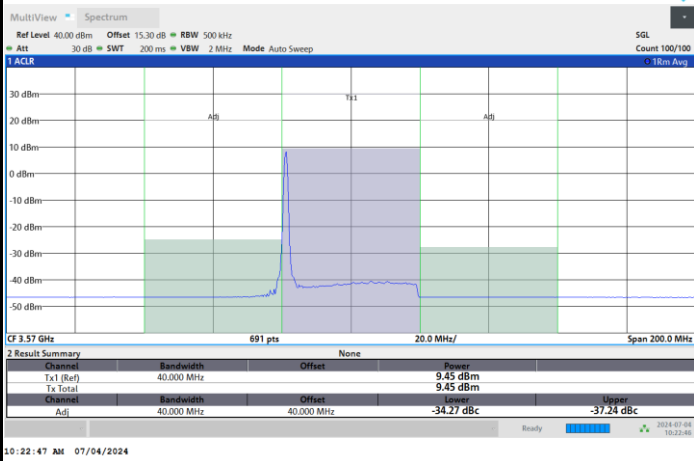 MultiView Spectrum
Ref Level 40.00 dBm Offset 15.30 dB RBW 500 kHz SGL
Att 30 dB SWT 200 ms VBW 2 MHz Mode Auto Sweep Count 100/100
1 ACLR 1Rm Avg
30 dBm
Tx1
20 dBm
Adj Adj
10 dBm
0 dBm
-10 dBm
-20 dBm
-30 dBm
-40 dBm
-50 dBm
CF 3.57 GHz 691 pts 20.0 MHz/ Span 200.0 MHz
2 Result Summary None
Channel Bandwidth Offset Power
Tx1 (Ref) 40.000 MHz 9.45 dBm
Tx Total 9.45 dBm
Channel Bandwidth Offset Lower Upper
Adj 40.000 MHz 40.000 MHz -34.27 dBc -37.24 dBc
Ready 2024-07-04
10:22:46
10:22:47 AM 07/04/2024